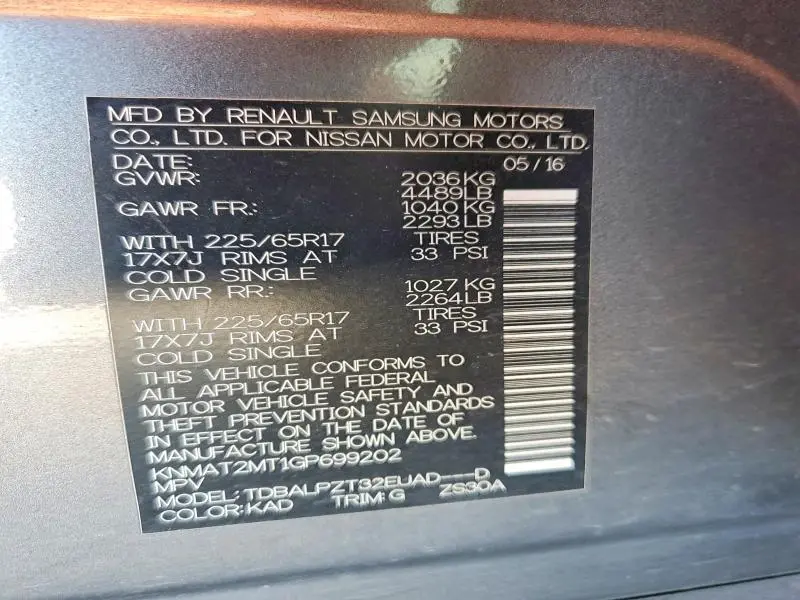 MFD BY RENAULT SAMSUNG MOTORS
CO., LTD. FOR NISSAN MOTOR CO., LTD.
DATE: 05/16
GVWR: 2036KG
4489LB
GAWR FR.: 1040 KG
2293LB
WITH 225/65R17 TIRES
17X7J RIMS AT 33 PSI
COLD SINGLE
GAWR RR.: 1027 KG
2264LB
WITH 225/65R17 TIRES
17X7J RIMS AT 33 PSI
COLD SINGLE
THIS VEHICLE CONFORMS TO
ALL APPLICABLE FEDERAL
MOTOR VEHICLE SAFETY AND
THEFT PREVENTION STANDARDS
IN EFFECT ON THE DATE OF
MANUFACTURE SHOWN ABOVE.
KNMAT2MT1GP699202
MPV
MODEL: TDBALPZT32EUAD----D
COLOR: KAD TRIM: G ZS30A